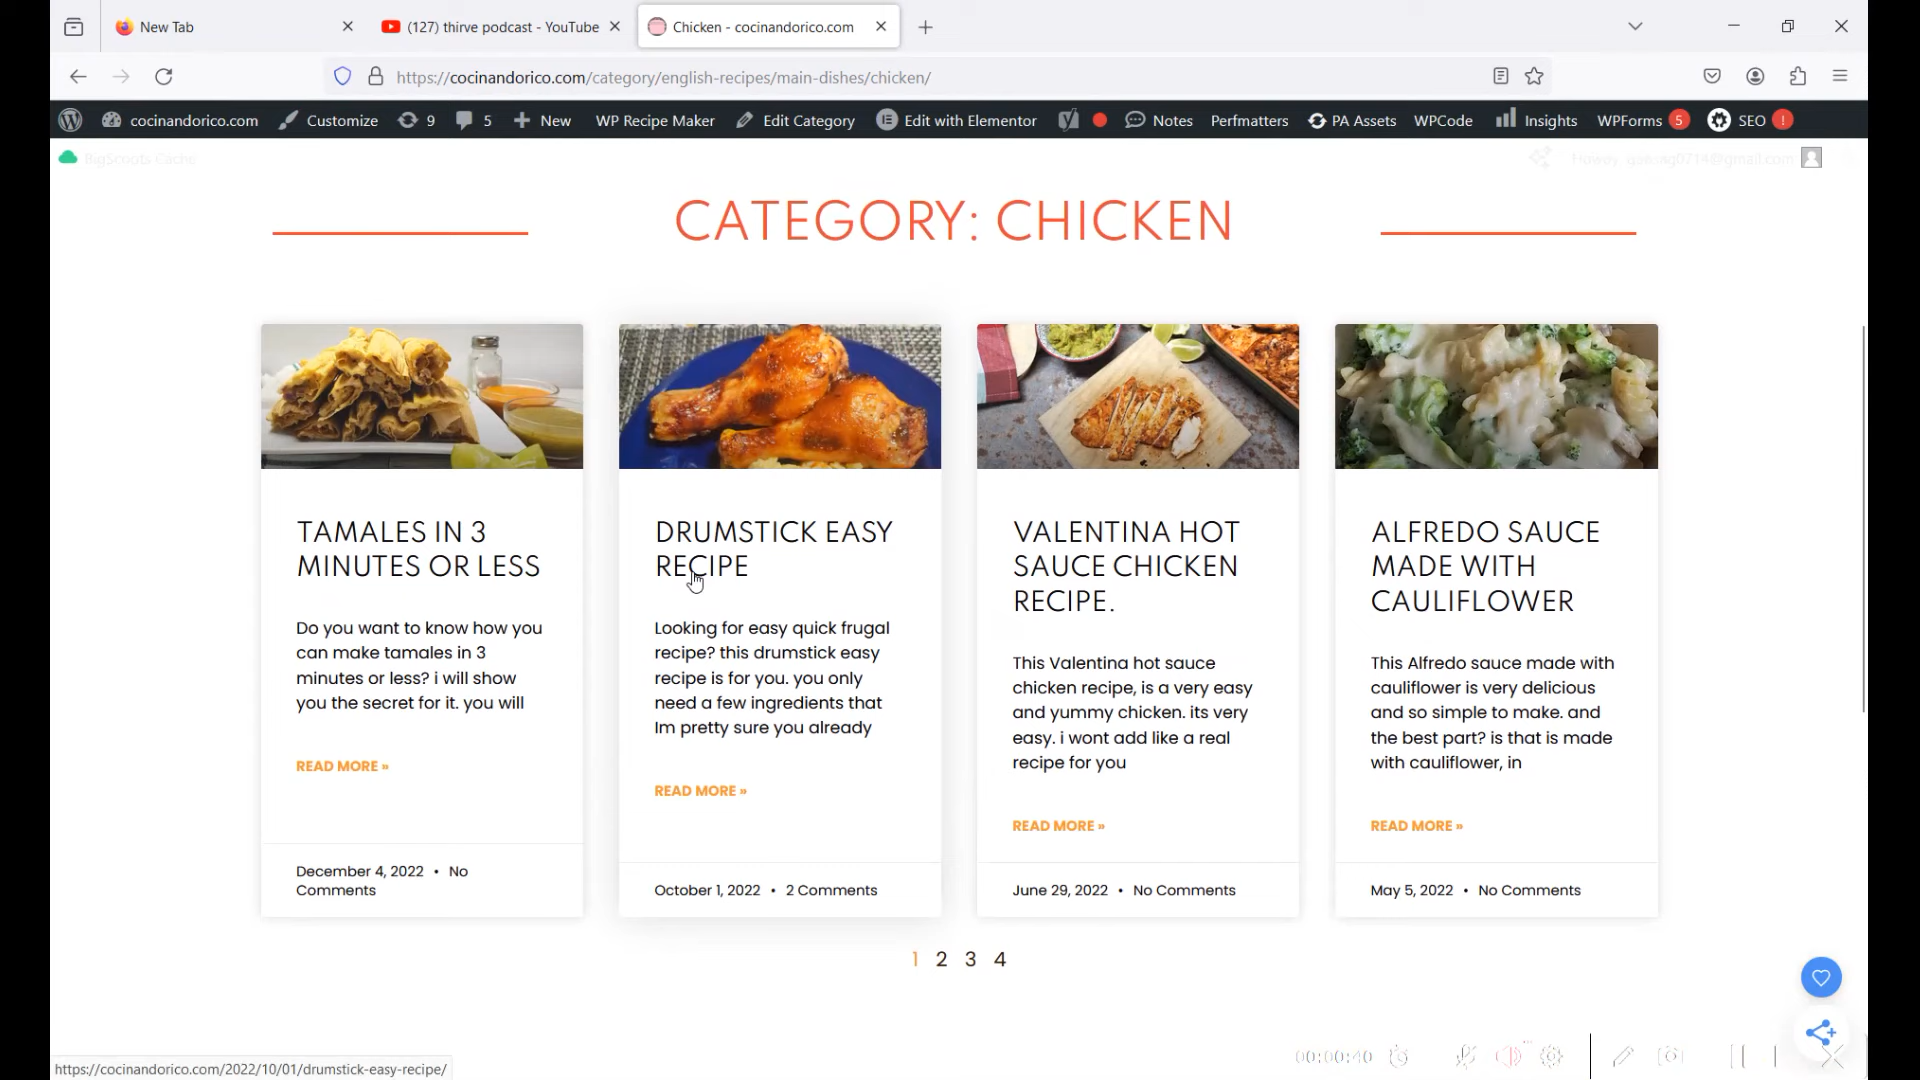 New Tab
(127) thirve podcast - YouTube
Chicken - cocinandorico.com
https://cocinandorico.com/category/english-recipes/main-dishes/chicken/
cocinandorico.com Customize 9 5 New WP Recipe Maker Edit Category Edit with Elementor Notes Perfmatters PA Assets WPCode Insights WPForms 5 SEO !
BigScoots Cache
CATEGORY: CHICKEN
TAMALES IN 3
MINUTES OR LESS
Do you want to know how you
can make tamales in 3
minutes or less? i will show
you the secret for it. you will
READ MORE »
December 4, 2022 • No
Comments
DRUMSTICK EASY
RECIPE
Looking for easy quick frugal
recipe? this drumstick easy
recipe is for you. you only
need a few ingredients that
Im pretty sure you already
READ MORE »
October 1, 2022 • 2 Comments
VALENTINA HOT
SAUCE CHICKEN
RECIPE.
This Valentina hot sauce
chicken recipe, is a very easy
and yummy chicken. its very
easy. i wont add like a real
recipe for you
READ MORE »
June 29, 2022 • No Comments
ALFREDO SAUCE
MADE WITH
CAULIFLOWER
This Alfredo sauce made with
cauliflower is very delicious
and so simple to make. and
the best part? is that is made
with cauliflower, in
READ MORE »
May 5, 2022 • No Comments
1 2 3 4
00:00:40
https://cocinandorico.com/2022/10/01/drumstick-easy-recipe/